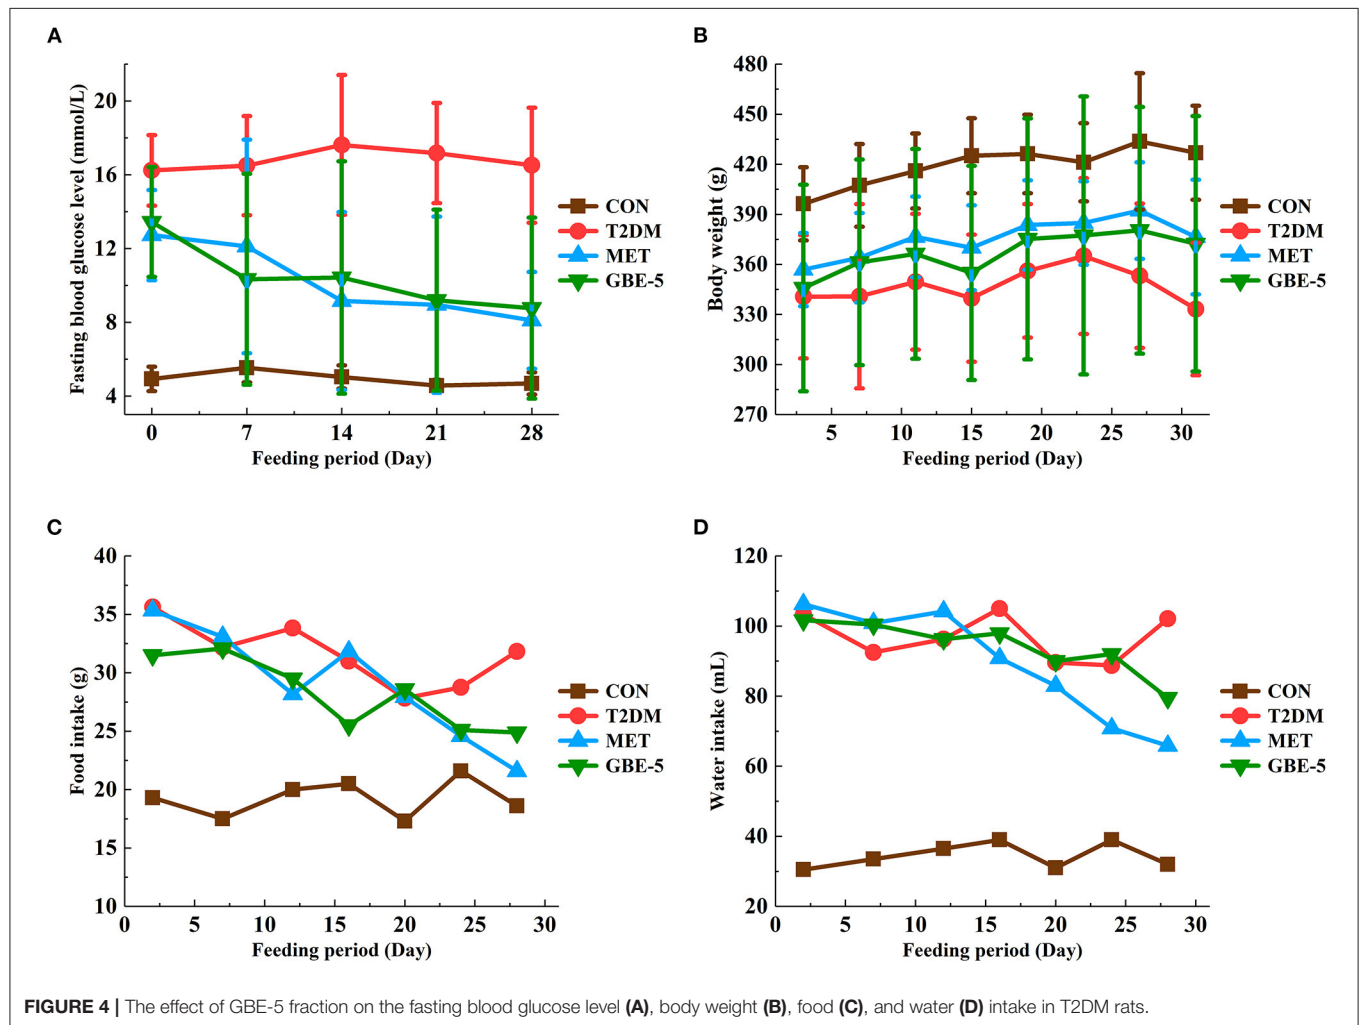 A
Fasting blood glucose level (mmol/L)
20
16
12
8
4
0 7 14 21 28
Feeding period (Day)
CON
T2DM
MET
GBE-5
B
Body weight (g)
480
450
420
390
360
330
300
270
5 10 15 20 25 30
Feeding period (Day)
CON
T2DM
MET
GBE-5
C
Food intake (g)
40
35
30
25
20
15
10
0 5 10 15 20 25 30
Feeding period (Day)
CON
T2DM
MET
GBE-5
D
Water intake (mL)
120
100
80
60
40
20
0 5 10 15 20 25 30
Feeding period (Day)
CON
T2DM
MET
GBE-5
FIGURE 4 | The effect of GBE-5 fraction on the fasting blood glucose level (A), body weight (B), food (C), and water (D) intake in T2DM rats.